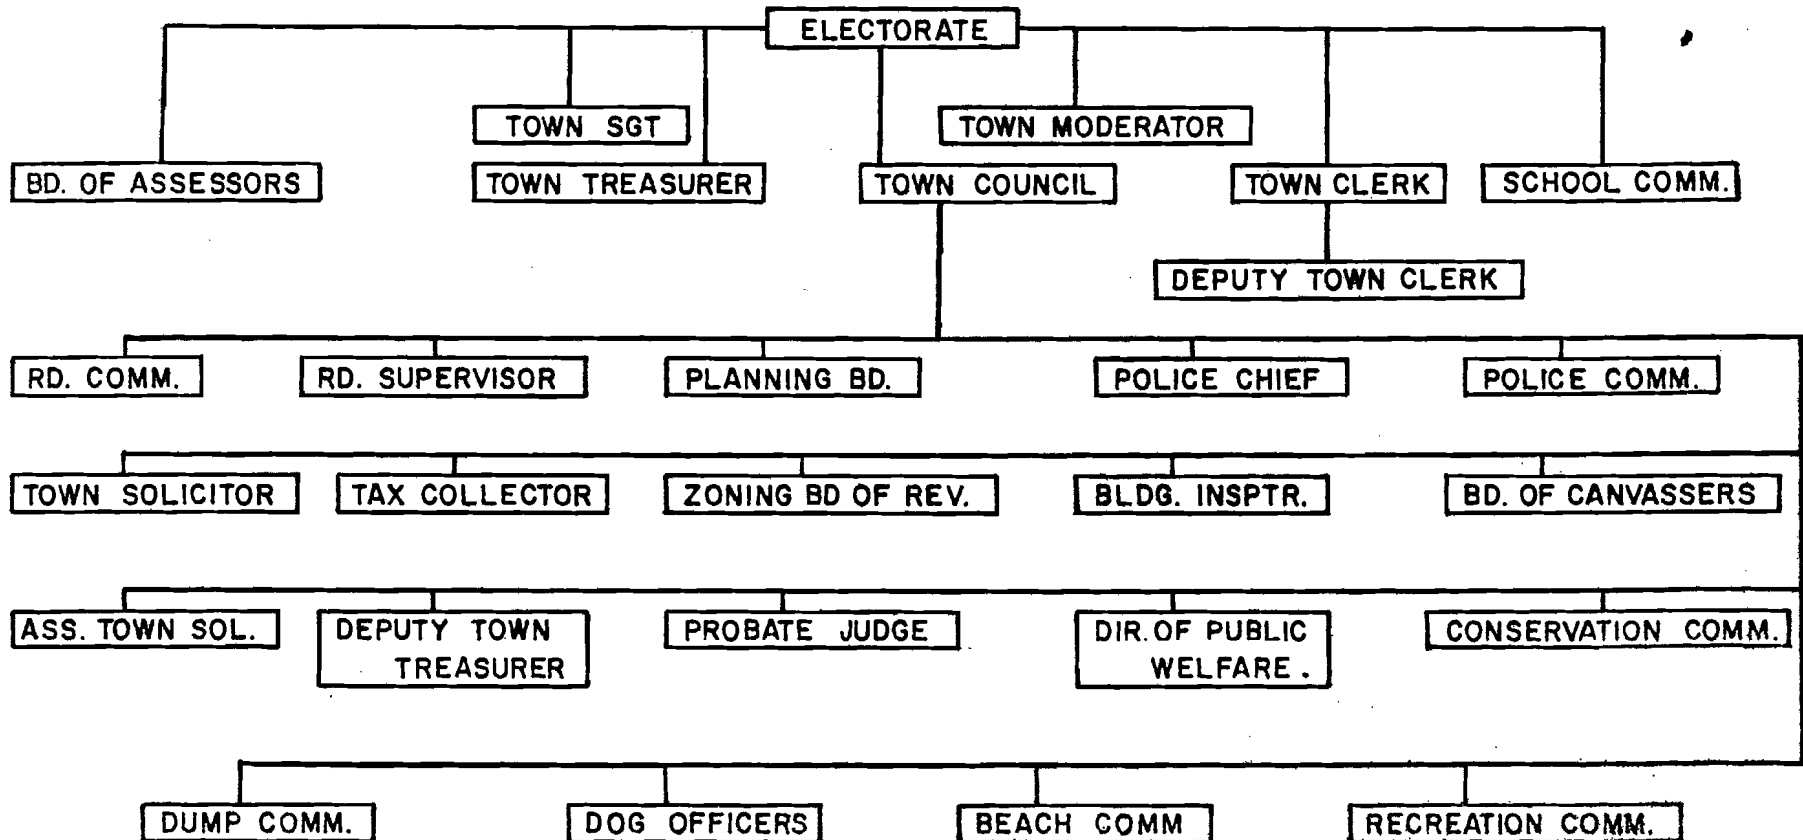 ELECTORATE
TOWN SGT
TOWN MODERATOR
BD. OF ASSESSORS
TOWN TREASURER
TOWN COUNCIL
TOWN CLERK
SCHOOL COMM.
DEPUTY TOWN CLERK
RD. COMM.
RD. SUPERVISOR
PLANNING BD.
POLICE CHIEF
POLICE COMM.
TOWN SOLICITOR
TAX COLLECTOR
ZONING BD OF REV.
BLDG. INSPTR.
BD. OF CANVASSERS
ASS. TOWN SOL.
DEPUTY TOWN
TREASURER
PROBATE JUDGE
DIR. OF PUBLIC
WELFARE.
CONSERVATION COMM.
DUMP COMM.
DOG OFFICERS
BEACH COMM
RECREATION COMM.